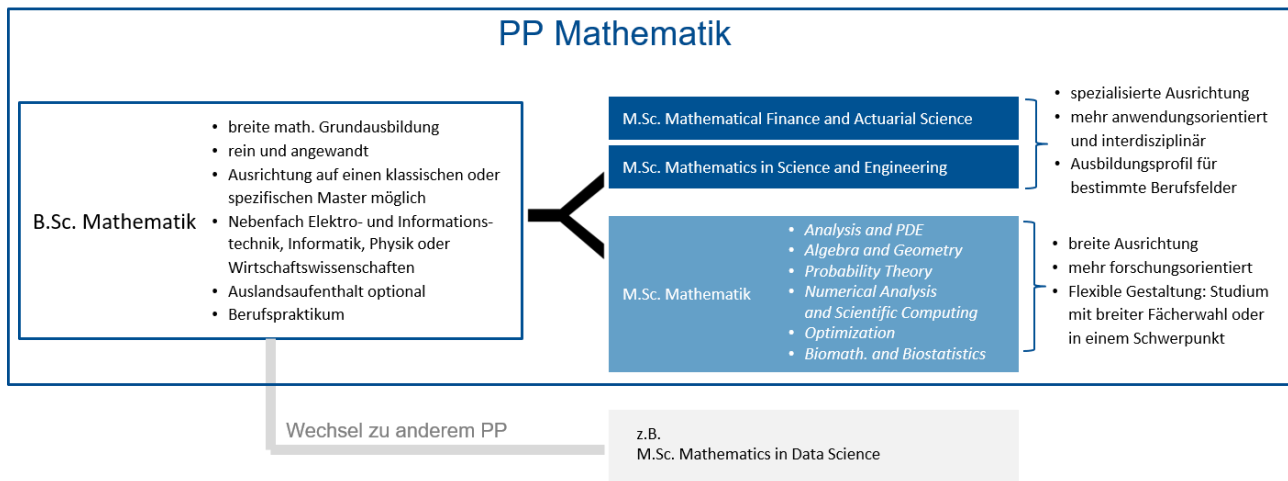 PP Mathematik
B.Sc. Mathematik
• breite math. Grundausbildung
• rein und angewandt
• Ausrichtung auf einen klassischen oder
spezifischen Master möglich
• Nebenfach Elektro- und Informations-
technik, Informatik, Physik oder
Wirtschaftswissenschaften
• Auslandsaufenthalt optional
• Berufspraktikum
M.Sc. Mathematical Finance and Actuarial Science
M.Sc. Mathematics in Science and Engineering
• spezialisierte Ausrichtung
• mehr anwendungsorientiert
und interdisziplinär
• Ausbildungsprofil für
bestimmte Berufsfelder
M.Sc. Mathematik
• Analysis and PDE
• Algebra and Geometry
• Probability Theory
• Numerical Analysis
and Scientific Computing
• Optimization
• Biomath. and Biostatistics
• breite Ausrichtung
• mehr forschungsorientiert
• Flexible Gestaltung: Studium
mit breiter Fächerwahl oder
in einem Schwerpunkt
Wechsel zu anderem PP
z.B.
M.Sc. Mathematics in Data Science